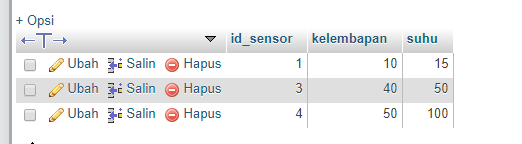 + Opsi
←T→ id_sensor kelembapan suhu
Ubah Salin Hapus 1 10 15
Ubah Salin Hapus 3 40 50
Ubah Salin Hapus 4 50 100